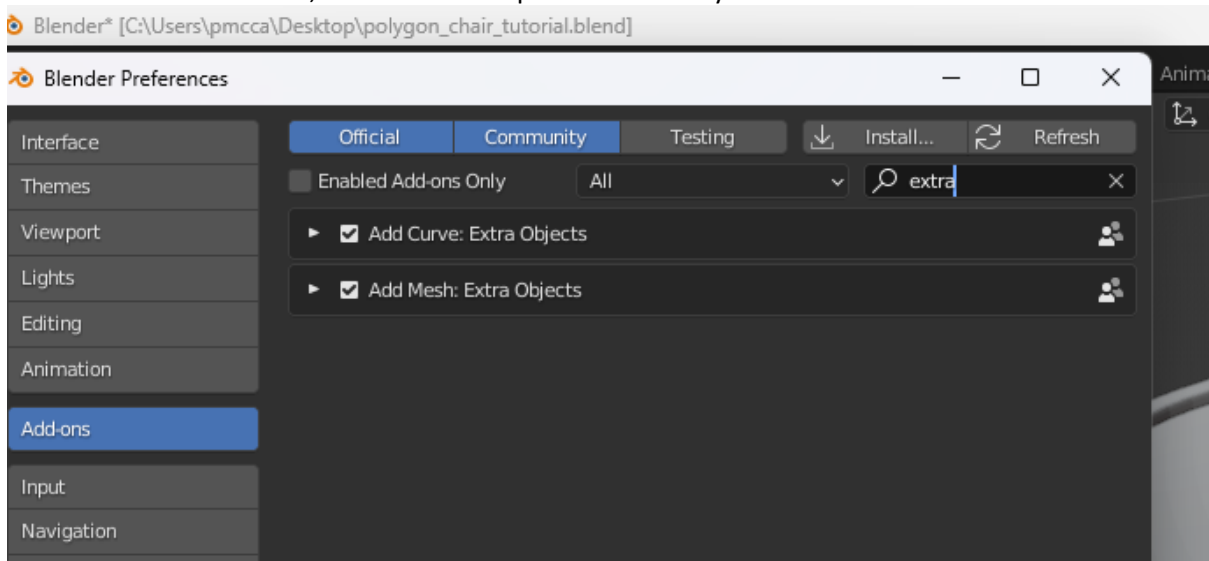 Blender* [C:\Users\pmcca\Desktop\polygon_chair_tutorial.blend]
Blender Preferences
Interface
Themes
Viewport
Lights
Editing
Animation
Add-ons
Input
Navigation
Official Community Testing Install... Refresh
Enabled Add-ons Only All extra
Add Curve: Extra Objects
Add Mesh: Extra Objects
Anim